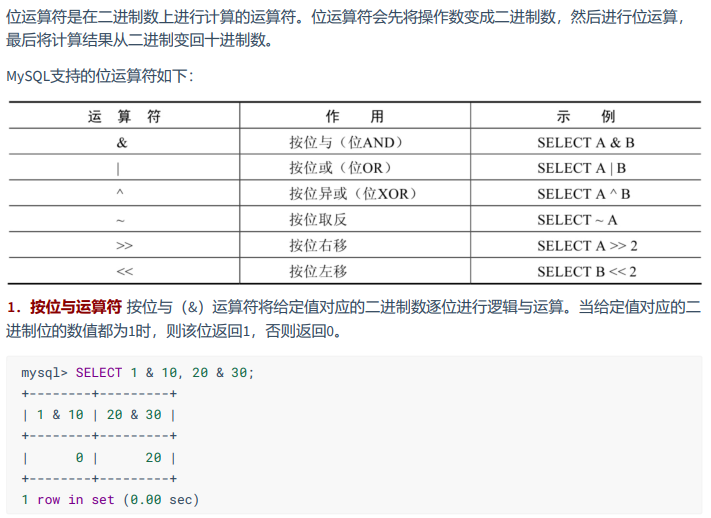 位运算符是在二进制数上进行计算的运算符。位运算符会先将操作数变成二进制数，然后进行位运算，
最后将计算结果从二进制变回十进制数。
MySQL支持的位运算符如下：
运 算 符 作 用 示 例
& 按位与（位AND） SELECT A & B
| 按位或（位OR） SELECT A | B
^ 按位异或（位XOR） SELECT A ^ B
~ 按位取反 SELECT ~ A
>> 按位右移 SELECT A >> 2
<< 按位左移 SELECT B << 2
1. 按位与运算符 按位与（&）运算符将给定值对应的二进制数逐位进行逻辑与运算。当给定值对应的二
进制位的数值都为1时，则该位返回1，否则返回0。
mysql> SELECT 1 & 10, 20 & 30;
+--------+---------+
| 1 & 10 | 20 & 30 |
+--------+---------+
|      0 |      20 |
+--------+---------+
1 row in set (0.00 sec)